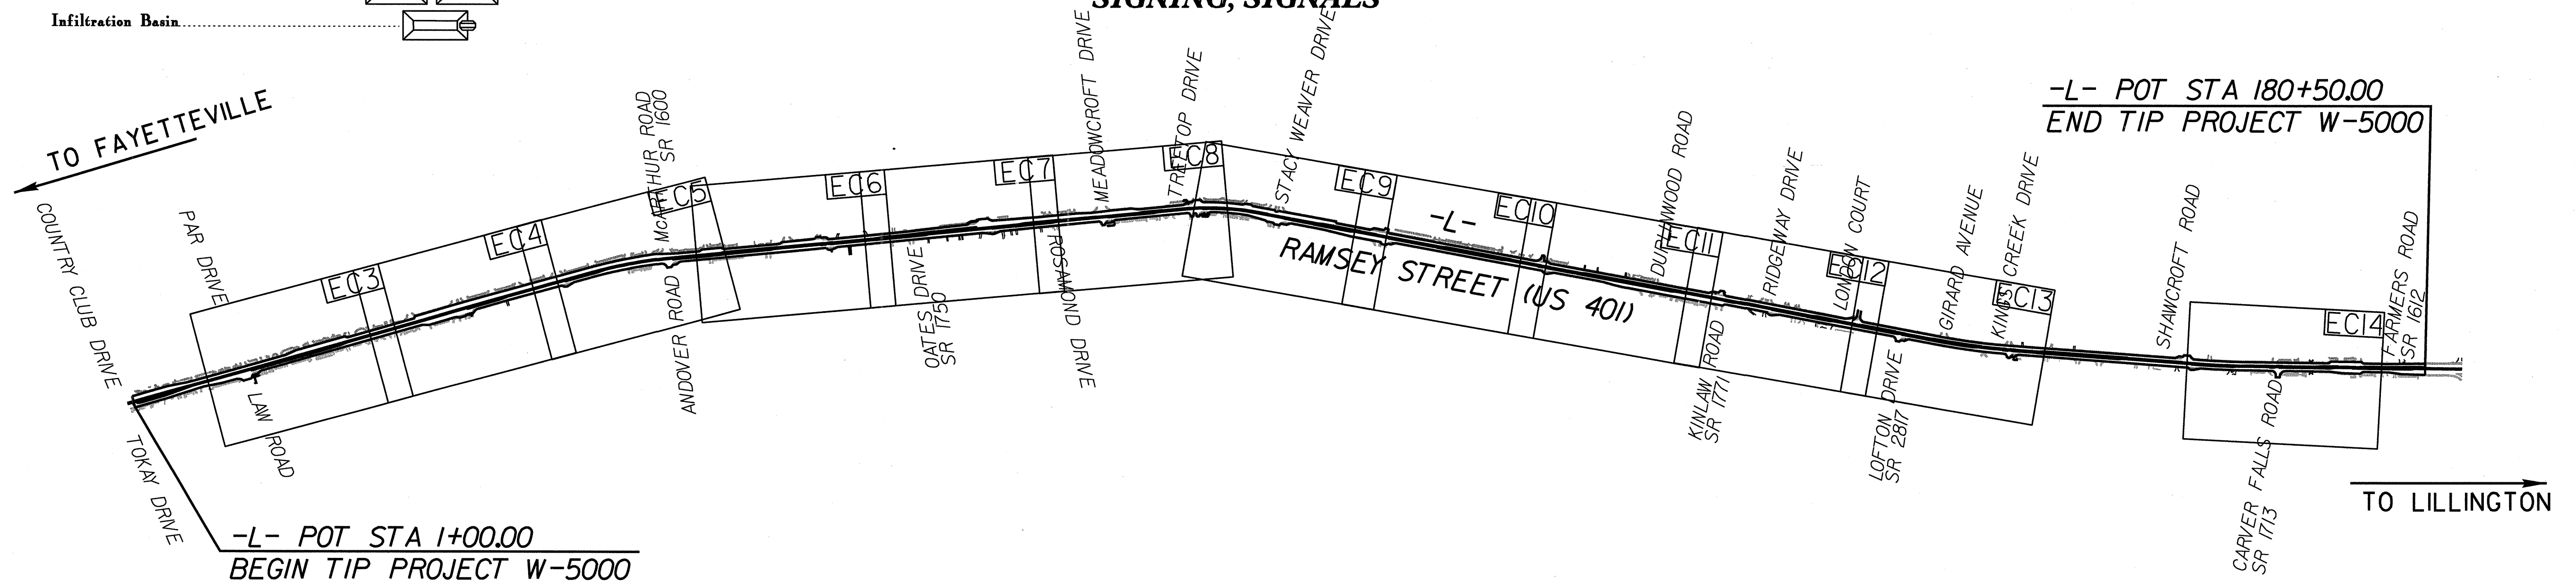 SIGNING, SIGNALS
Infiltration Basin
TO FAYETTEVILLE
-L- POT STA 180+50.00
END TIP PROJECT W-5000
COUNTRY CLUB DRIVE
PAR DRIVE
McARTHUR ROAD
SR 1600
MEADOWCROFT DRIVE
TREETOP DRIVE
STACY WEAVER DRIVE
DURHNWOOD ROAD
RIDGEWAY DRIVE
LONDON COURT
GIRARD AVENUE
KINGS CREEK DRIVE
SHAWCROFT ROAD
FARMERS ROAD
SR 1612
EC3
EC4
EC5
EC6
EC7
EC8
EC9
EC10
EC11
EC12
EC13
EC14
-L-
RAMSEY STREET (US 401)
TOKAY DRIVE
LAW ROAD
ANDOVER ROAD
OATES DRIVE
SR 1750
ROSAMOND DRIVE
KINLAW ROAD
SR 1771
LOFTON DRIVE
SR 2817
CARVER FALLS ROAD
SR 1713
TO LILLINGTON
-L- POT STA 1+00.00
BEGIN TIP PROJECT W-5000